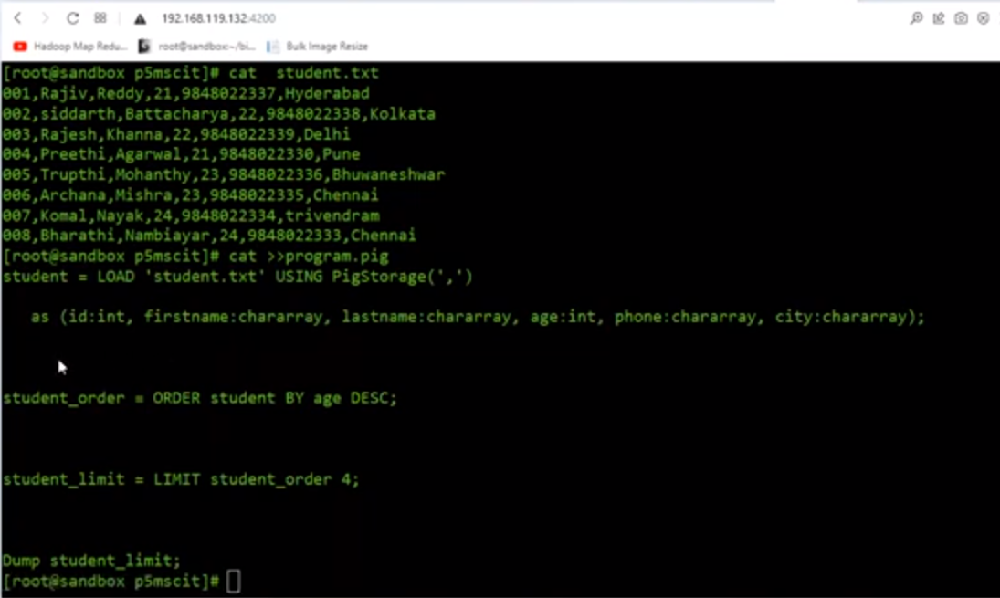 192.168.119.132:4200
Hadoop Map Redu... root@sandbox:~/bi... Bulk Image Resize
[root@sandbox p5mscit]# cat  student.txt
001,Rajiv,Reddy,21,9848022337,Hyderabad
002,siddarth,Battacharya,22,9848022338,Kolkata
003,Rajesh,Khanna,22,9848022339,Delhi
004,Preethi,Agarwal,21,9848022330,Pune
005,Trupthi,Mohanthy,23,9848022336,Bhuwaneshwar
006,Archana,Mishra,23,9848022335,Chennai
007,Komal,Nayak,24,9848022334,trivendram
008,Bharathi,Nambiayar,24,9848022333,Chennai
[root@sandbox p5mscit]# cat >>program.pig
student = LOAD 'student.txt' USING PigStorage(',')
as (id:int, firstname:chararray, lastname:chararray, age:int, phone:chararray, city:chararray);
student_order = ORDER student BY age DESC;
student_limit = LIMIT student_order 4;
Dump student_limit;
[root@sandbox p5mscit]#